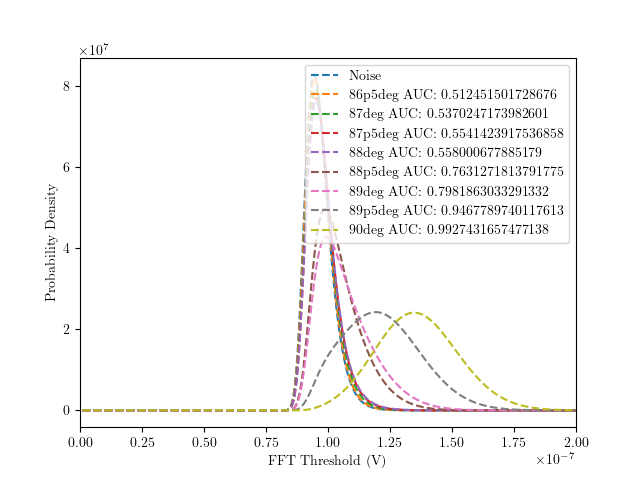 ×10⁷
8
6
4
2
0
Probability Density
Noise
86p5deg AUC: 0.512451501728676
87deg AUC: 0.5370247173982601
87p5deg AUC: 0.5541423917536858
88deg AUC: 0.558000677885179
88p5deg AUC: 0.7631271813791775
89deg AUC: 0.7981863033291332
89p5deg AUC: 0.9467789740117613
90deg AUC: 0.9927431657477138
0.00 0.25 0.50 0.75 1.00 1.25 1.50 1.75 2.00
FFT Threshold (V)
×10⁻⁷